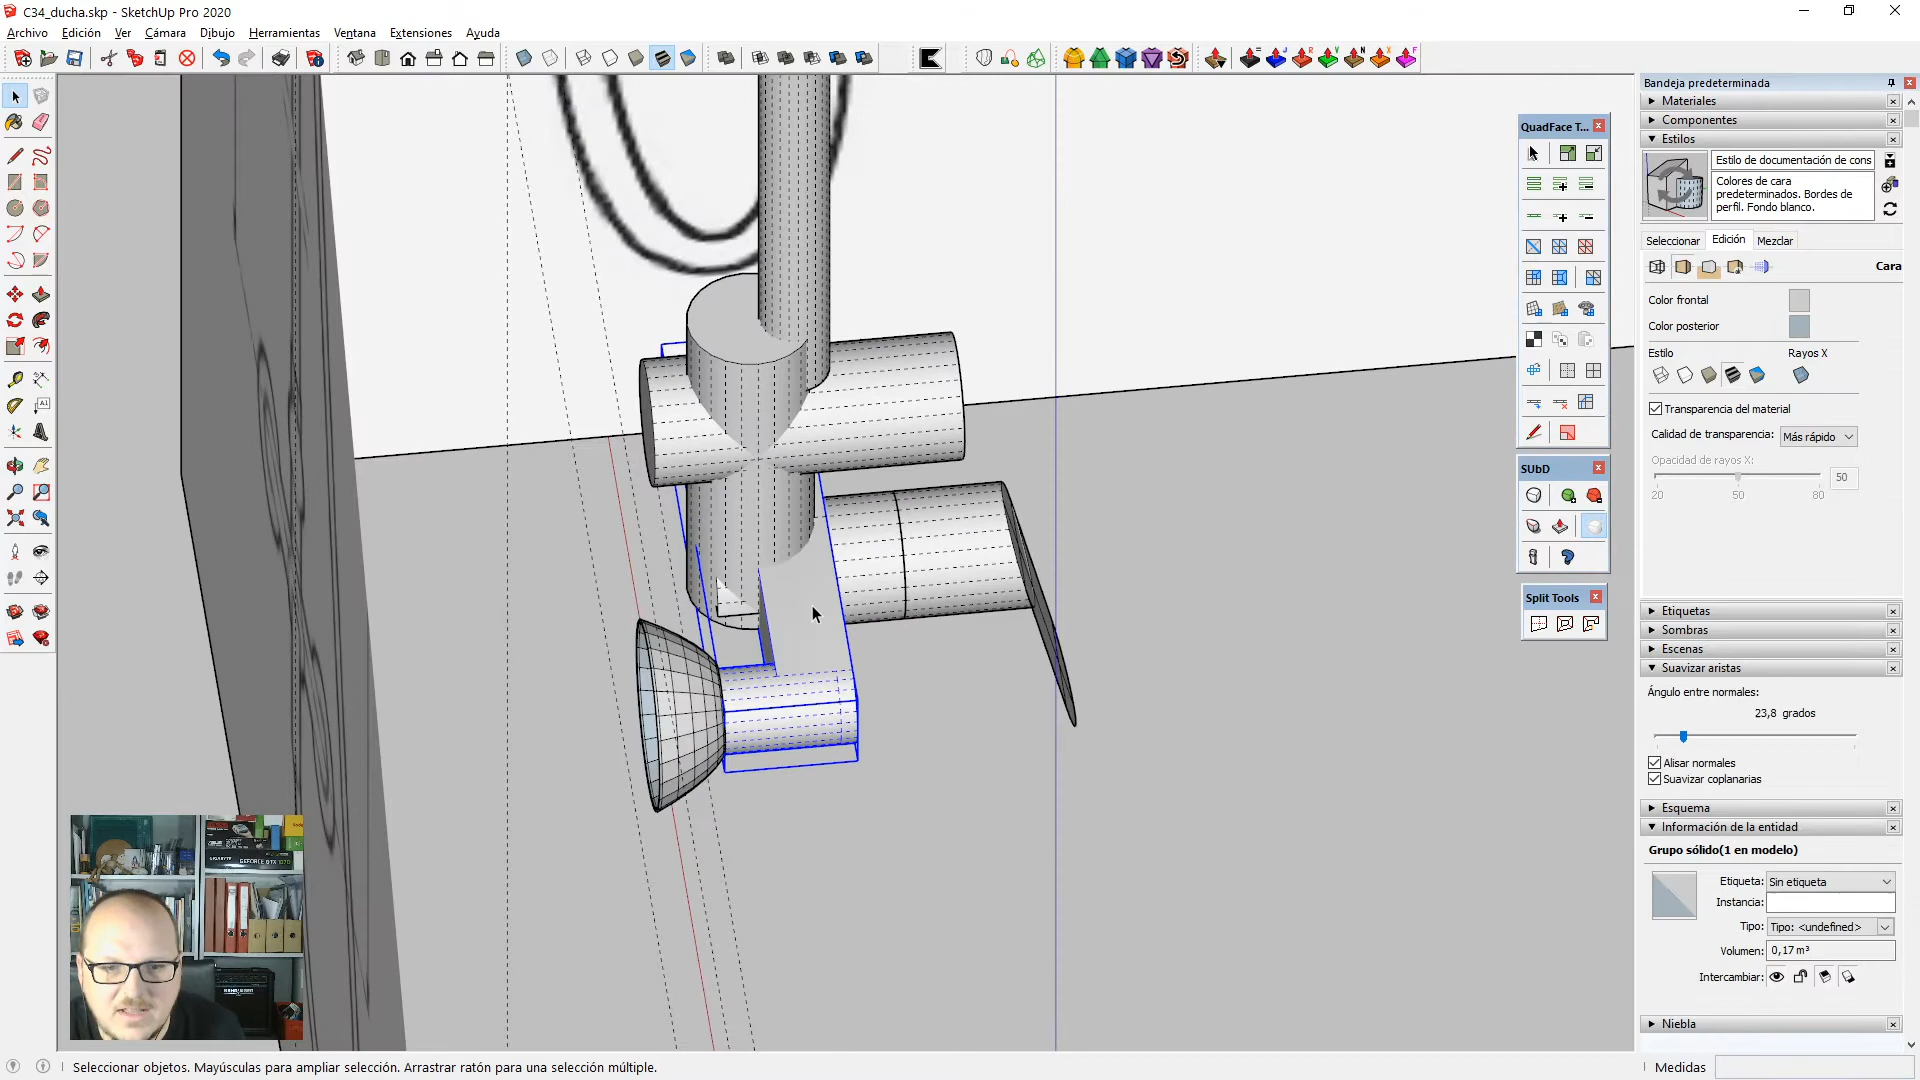 C34_ducha.skp - SketchUp Pro 2020
Archivo Edición Ver Cámara Dibujo Herramientas Ventana Extensiones Ayuda
Bandeja predeterminada
Materiales
Componentes
Estilos
Estilo de documentación de cons
Colores de cara
predeterminados. Bordes de
perfil. Fondo blanco.
Seleccionar Edición Mezclar
Cara
Color frontal
Color posterior
Estilo Rayos X
Transparencia del material
Calidad de transparencia: Más rápido
Opacidad de rayos X:
50
20 50 80
QuadFace T...
SUbD
Split Tools
Etiquetas
Sombras
Escenas
Suavizar aristas
Ángulo entre normales:
23,8 grados
Alisar normales
Suavizar coplanarias
Esquema
Información de la entidad
Grupo sólido(1 en modelo)
Etiqueta: Sin etiqueta
Instancia:
Tipo: Tipo: <undefined>
Volumen: 0,17 m³
Intercambiar:
Niebla
GEFORCE GTX 1070
Seleccionar objetos. Mayúsculas para ampliar selección. Arrastrar ratón para una selección múltiple.
Medidas